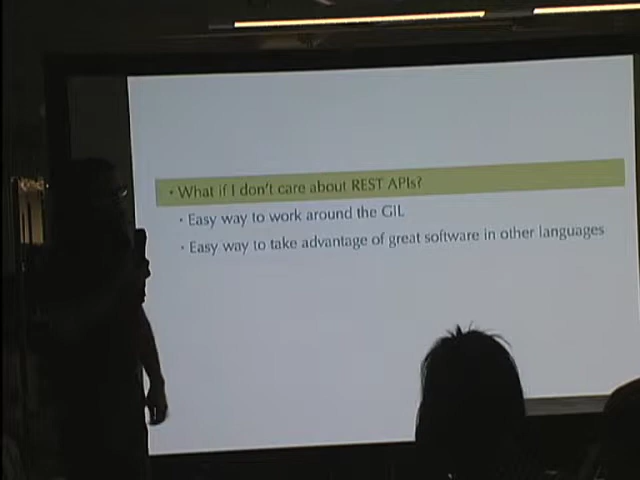 • What if I don't care about REST APIs?
• Easy way to work around the GIL
• Easy way to take advantage of great software in other languages